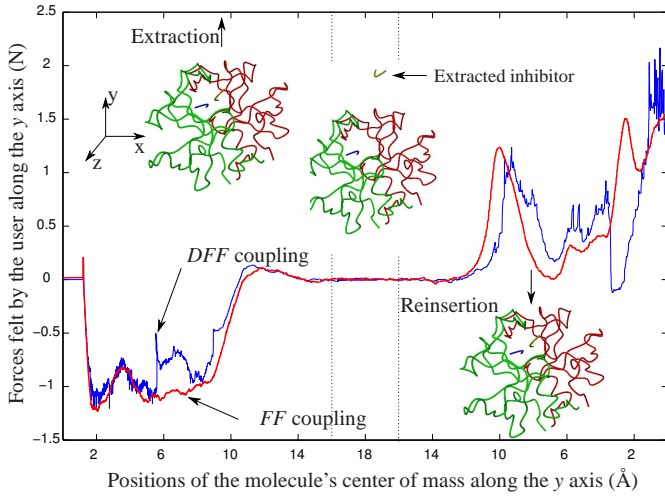 Forces felt by the user along the y axis (N)
2.5
2
1.5
1
0.5
0
−0.5
−1
−1.5
Extraction
Extracted inhibitor
y
x
z
DFF coupling
FF coupling
Reinsertion
2 6 10 14 18 18 14 10 6 2
Positions of the molecule's center of mass along the y axis (Å)